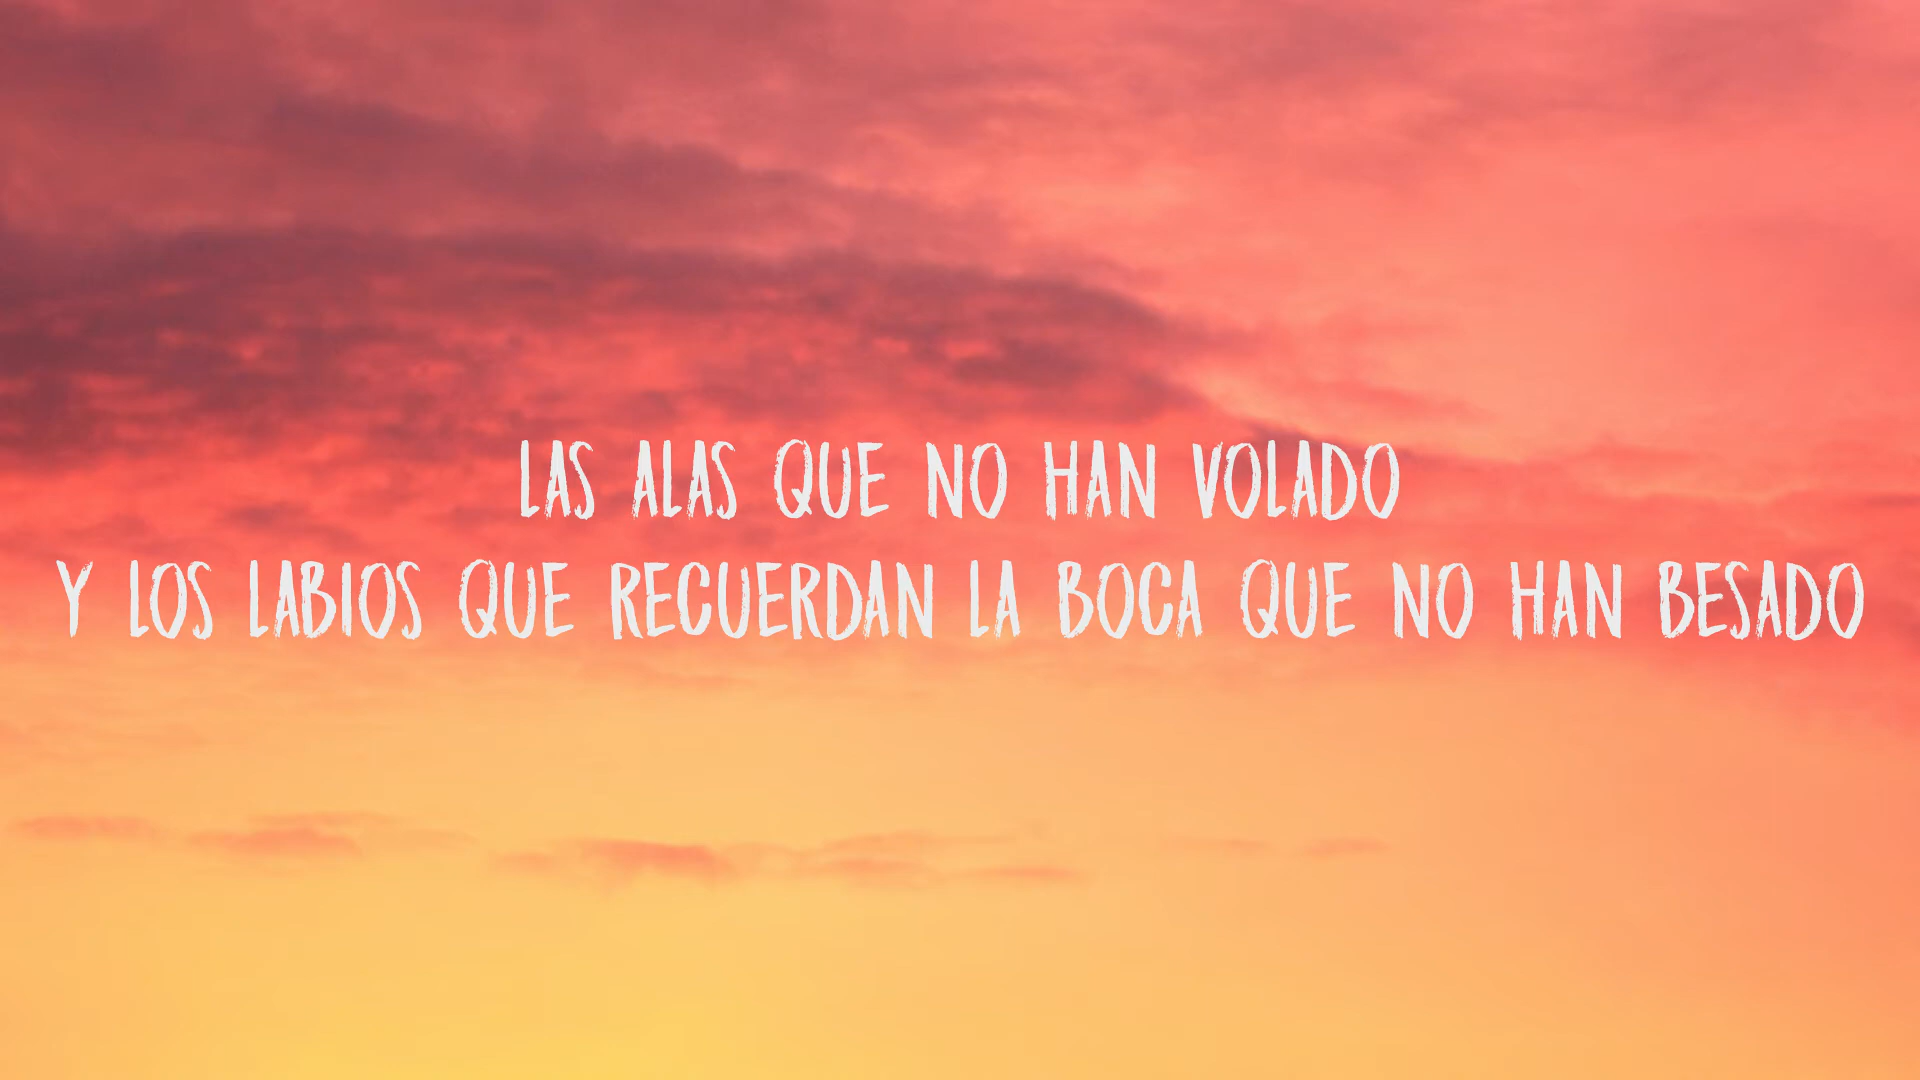 LAS ALAS QUE NO HAN VOLADO
Y LOS LABIOS QUE RECUERDAN LA BOCA QUE NO HAN BESADO